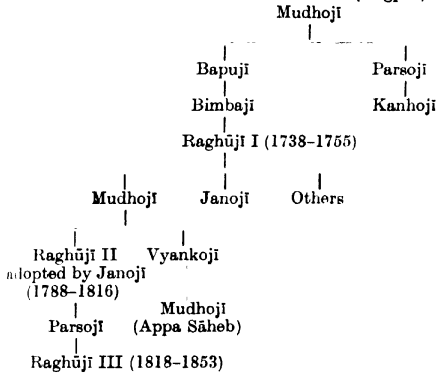 Mudhojī
Bapujī Parsojī
Bimbajī Kanhojī
Raghūjī I (1738–1755)
Mudhojī Janojī Others
Raghūjī II Vyankojī
adopted by Janojī
(1788–1816) Mudhojī
Parsojī (Appa Sāheb)
Raghūjī III (1818–1853)